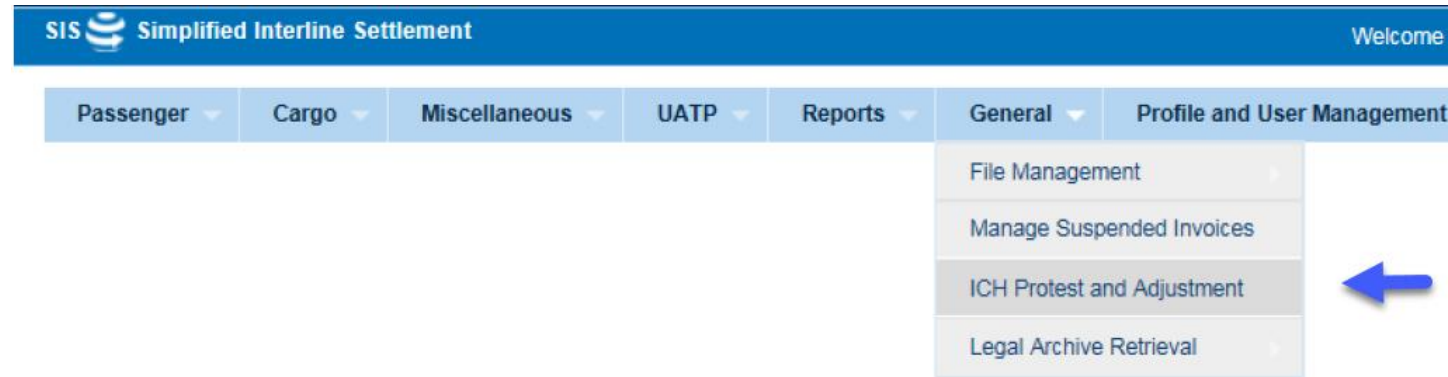 SIS Simplified Interline Settlement Welcome
Passenger Cargo Miscellaneous UATP Reports General Profile and User Management
File Management
Manage Suspended Invoices
ICH Protest and Adjustment
Legal Archive Retrieval